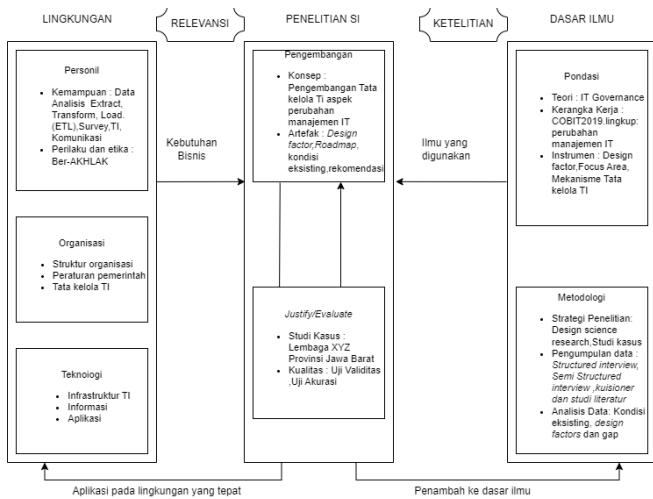 LINGKUNGAN
RELEVANSI
PENELITIAN SI
KETELITIAN
DASAR ILMU
Personil
• Kemampuan : Data
Analisis Extract,
Transform, Load.
(ETL),Survey,TI,
Komunikasi
• Perilaku dan etika :
Ber-AKHLAK
Organisasi
• Struktur organisasi
• Peraturan pemerintah
• Tata kelola TI
Teknologi
• Infrastruktur TI
• Informasi
• Aplikasi
Kebutuhan
Bisnis
Pengembangan
• Konsep :
Pengembangan Tata
kelola Ti aspek
perubahan
manajemen IT
• Artefak : Design
factor,Roadmap,
kondisi
eksisting,rekomendasi
Justify/Evaluate
• Studi Kasus :
Lembaga XYZ
Provinsi Jawa Barat
• Kualitas : Uji Validitas
,Uji Akurasi
Ilmu yang
digunakan
Pondasi
• Teori : IT Governance
• Kerangka Kerja :
COBIT2019.lingkup:
perubahan
manajemen IT
• Instrumen : Design
factor,Focus Area,
Mekanisme Tata
kelola TI
Metodologi
• Strategi Penelitian:
Design science
research,Studi kasus
• Pengumpulan data :
Structured interview,
Semi Structured
interview ,kuisioner
dan studi literatur
• Analisis Data: Kondisi
eksisting, design
factors dan gap
Aplikasi pada lingkungan yang tepat
Penambah ke dasar ilmu